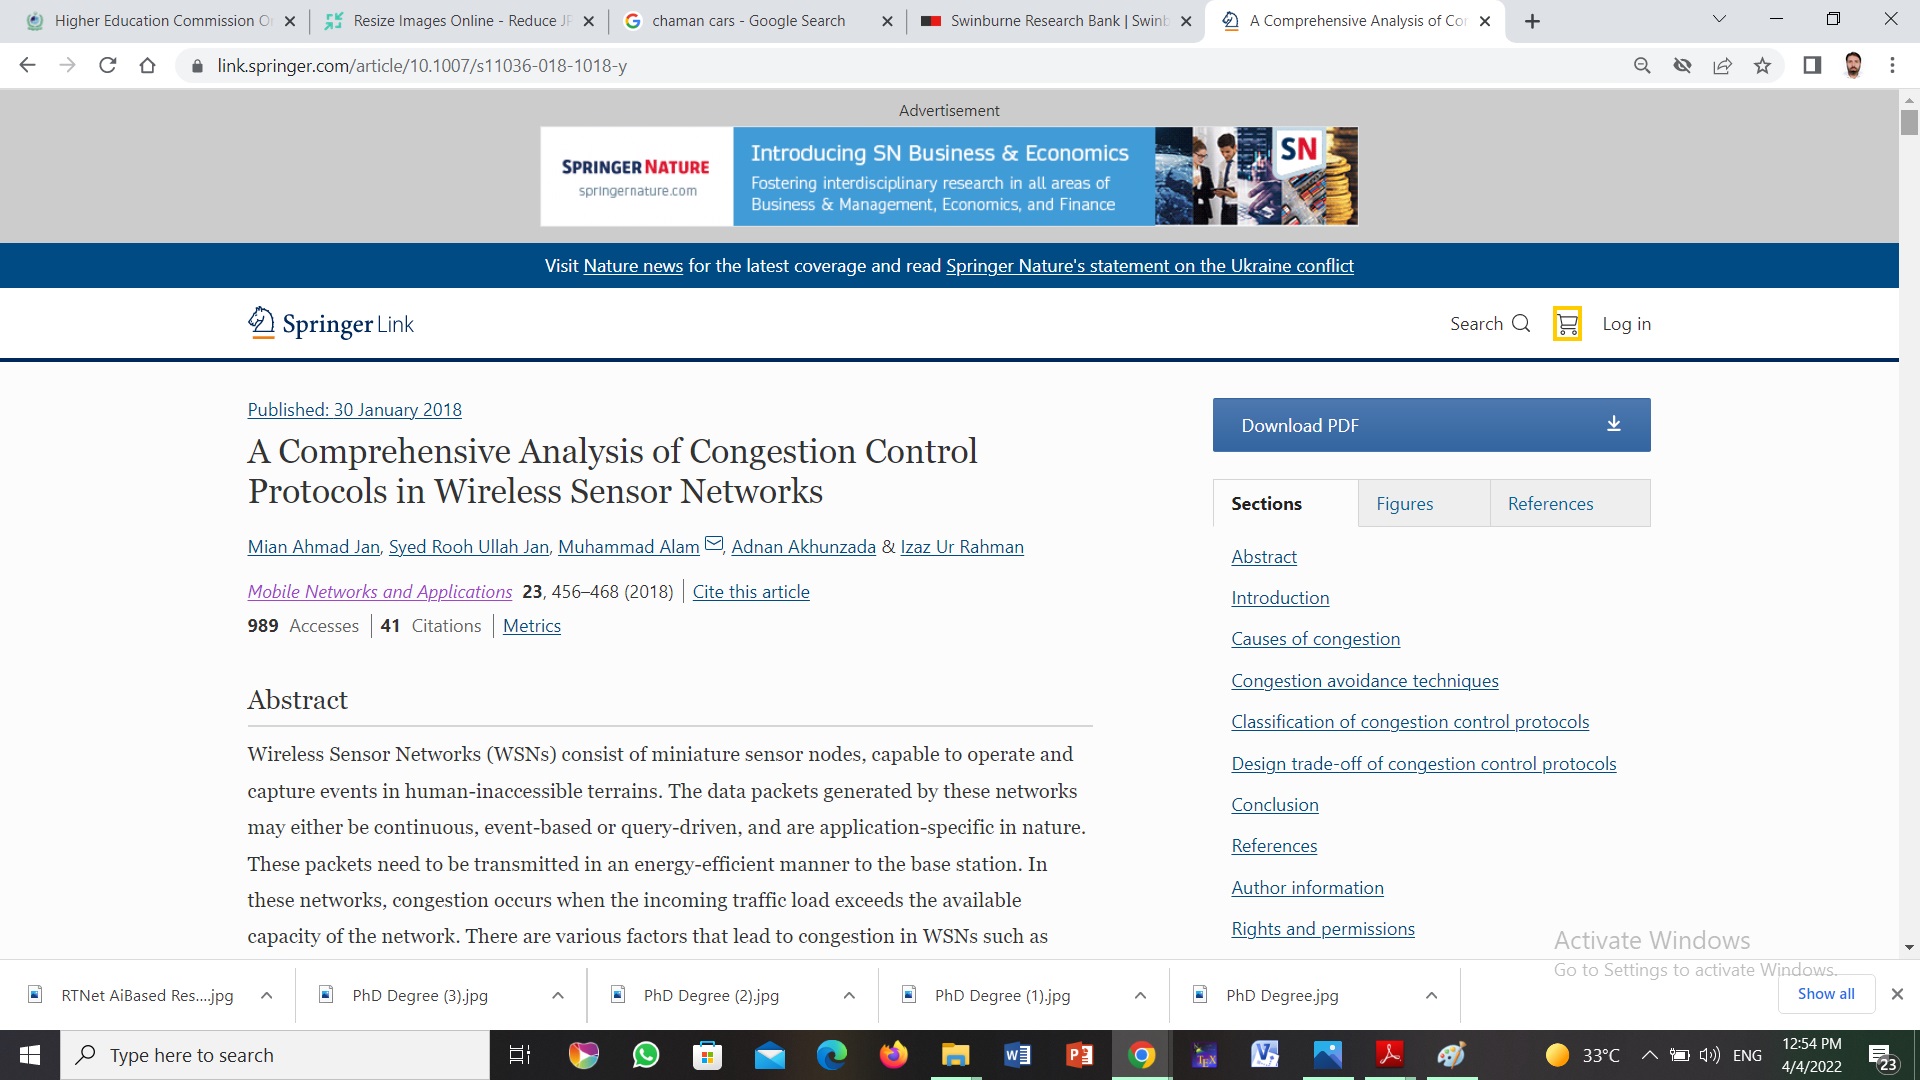 Higher Education Commission O
Resize Images Online - Reduce JP
chaman cars - Google Search
Swinburne Research Bank | Swinb
A Comprehensive Analysis of Con
link.springer.com/article/10.1007/s11036-018-1018-y
Advertisement
SPRINGER NATURE
springernature.com
Introducing SN Business & Economics
Fostering interdisciplinary research in all areas of
Business & Management, Economics, and Finance
SN
Visit Nature news for the latest coverage and read Springer Nature's statement on the Ukraine conflict
Springer Link
Search
Log in
Published: 30 January 2018
A Comprehensive Analysis of Congestion Control
Protocols in Wireless Sensor Networks
Mian Ahmad Jan, Syed Rooh Ullah Jan, Muhammad Alam, Adnan Akhunzada & Izaz Ur Rahman
Mobile Networks and Applications 23, 456–468 (2018) | Cite this article
989 Accesses | 41 Citations | Metrics
Abstract
Wireless Sensor Networks (WSNs) consist of miniature sensor nodes, capable to operate and
capture events in human-inaccessible terrains. The data packets generated by these networks
may either be continuous, event-based or query-driven, and are application-specific in nature.
These packets need to be transmitted in an energy-efficient manner to the base station. In
these networks, congestion occurs when the incoming traffic load exceeds the available
capacity of the network. There are various factors that lead to congestion in WSNs such as
Download PDF
Sections
Figures
References
Abstract
Introduction
Causes of congestion
Congestion avoidance techniques
Classification of congestion control protocols
Design trade-off of congestion control protocols
Conclusion
References
Author information
Rights and permissions
Activate Windows
Go to Settings to activate Windows.
RTNet AiBased Res....jpg
PhD Degree (3).jpg
PhD Degree (2).jpg
PhD Degree (1).jpg
PhD Degree.jpg
Show all
Type here to search
33°C
ENG
12:54 PM
4/4/2022
23